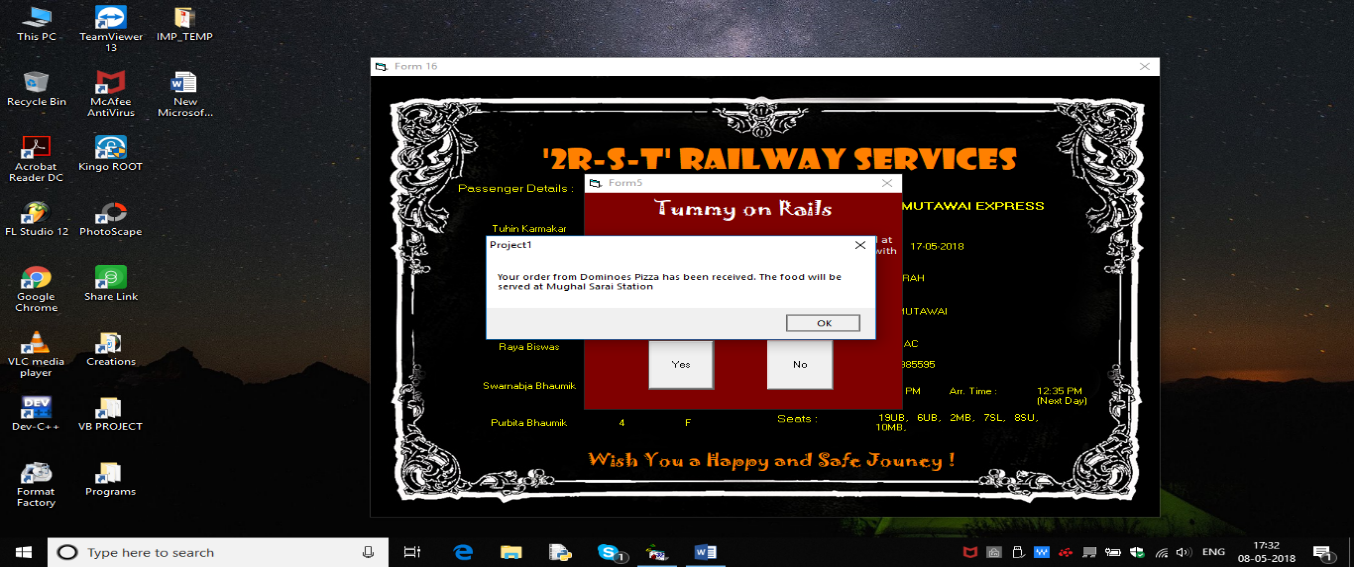 This PC
TeamViewer 13
IMP_TEMP
Recycle Bin
McAfee AntiVirus
New Microsof...
Acrobat Reader DC
Kingo ROOT
FL Studio 12
PhotoScape
Google Chrome
Share Link
VLC media player
Creations
Dev-C++
VB PROJECT
Format Factory
Programs
Form 16
'2R-S-T' RAILWAY SERVICES
Passenger Details :
MUTAWAI EXPRESS
Tuhin Karmakar
17-05-2018
RAH
MUTAWAI
AC
Raya Biswas
985595
Swarnabja Bhaumik
PM Arr. Time : 12:35 PM
(Next Day)
Purbita Bhaumik 4 F Seats : 19UB, 6UB, 2MB, 7SL, 8SU,
10MB,
Wish You a Happy and Safe Jouney !
Form5
Tummy on Rails
at
with
Yes No
Project1
Your order from Dominoes Pizza has been received. The food will be
served at Mughal Sarai Station
OK
Type here to search
ENG
17:32
08-05-2018